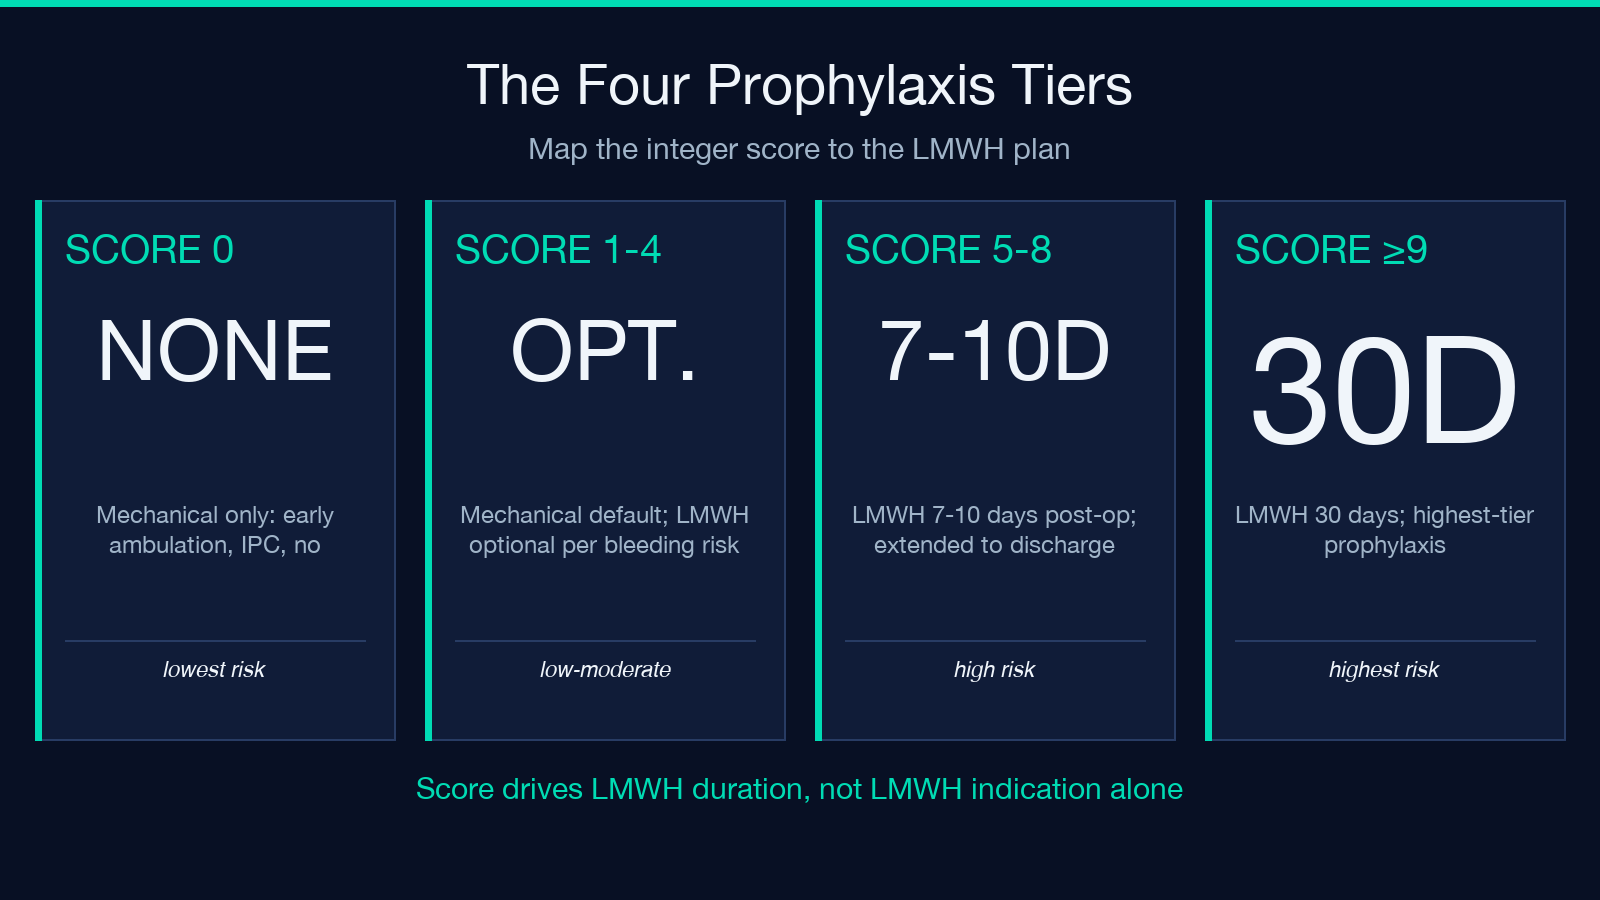 The Four Prophylaxis Tiers
Map the integer score to the LMWH plan
SCORE 0
NONE
Mechanical only: early
ambulation, IPC, no
lowest risk
SCORE 1-4
OPT.
Mechanical default; LMWH
optional per bleeding risk
low-moderate
SCORE 5-8
7-10D
LMWH 7-10 days post-op;
extended to discharge
high risk
SCORE ≥9
30D
LMWH 30 days; highest-tier
prophylaxis
highest risk
Score drives LMWH duration, not LMWH indication alone